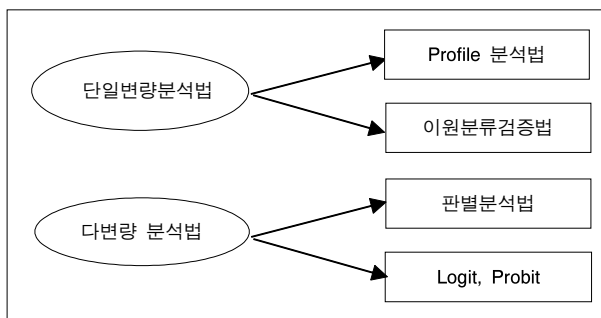 단일변량분석법
Profile 분석법
이원분류검증법
다변량 분석법
판별분석법
Logit, Probit